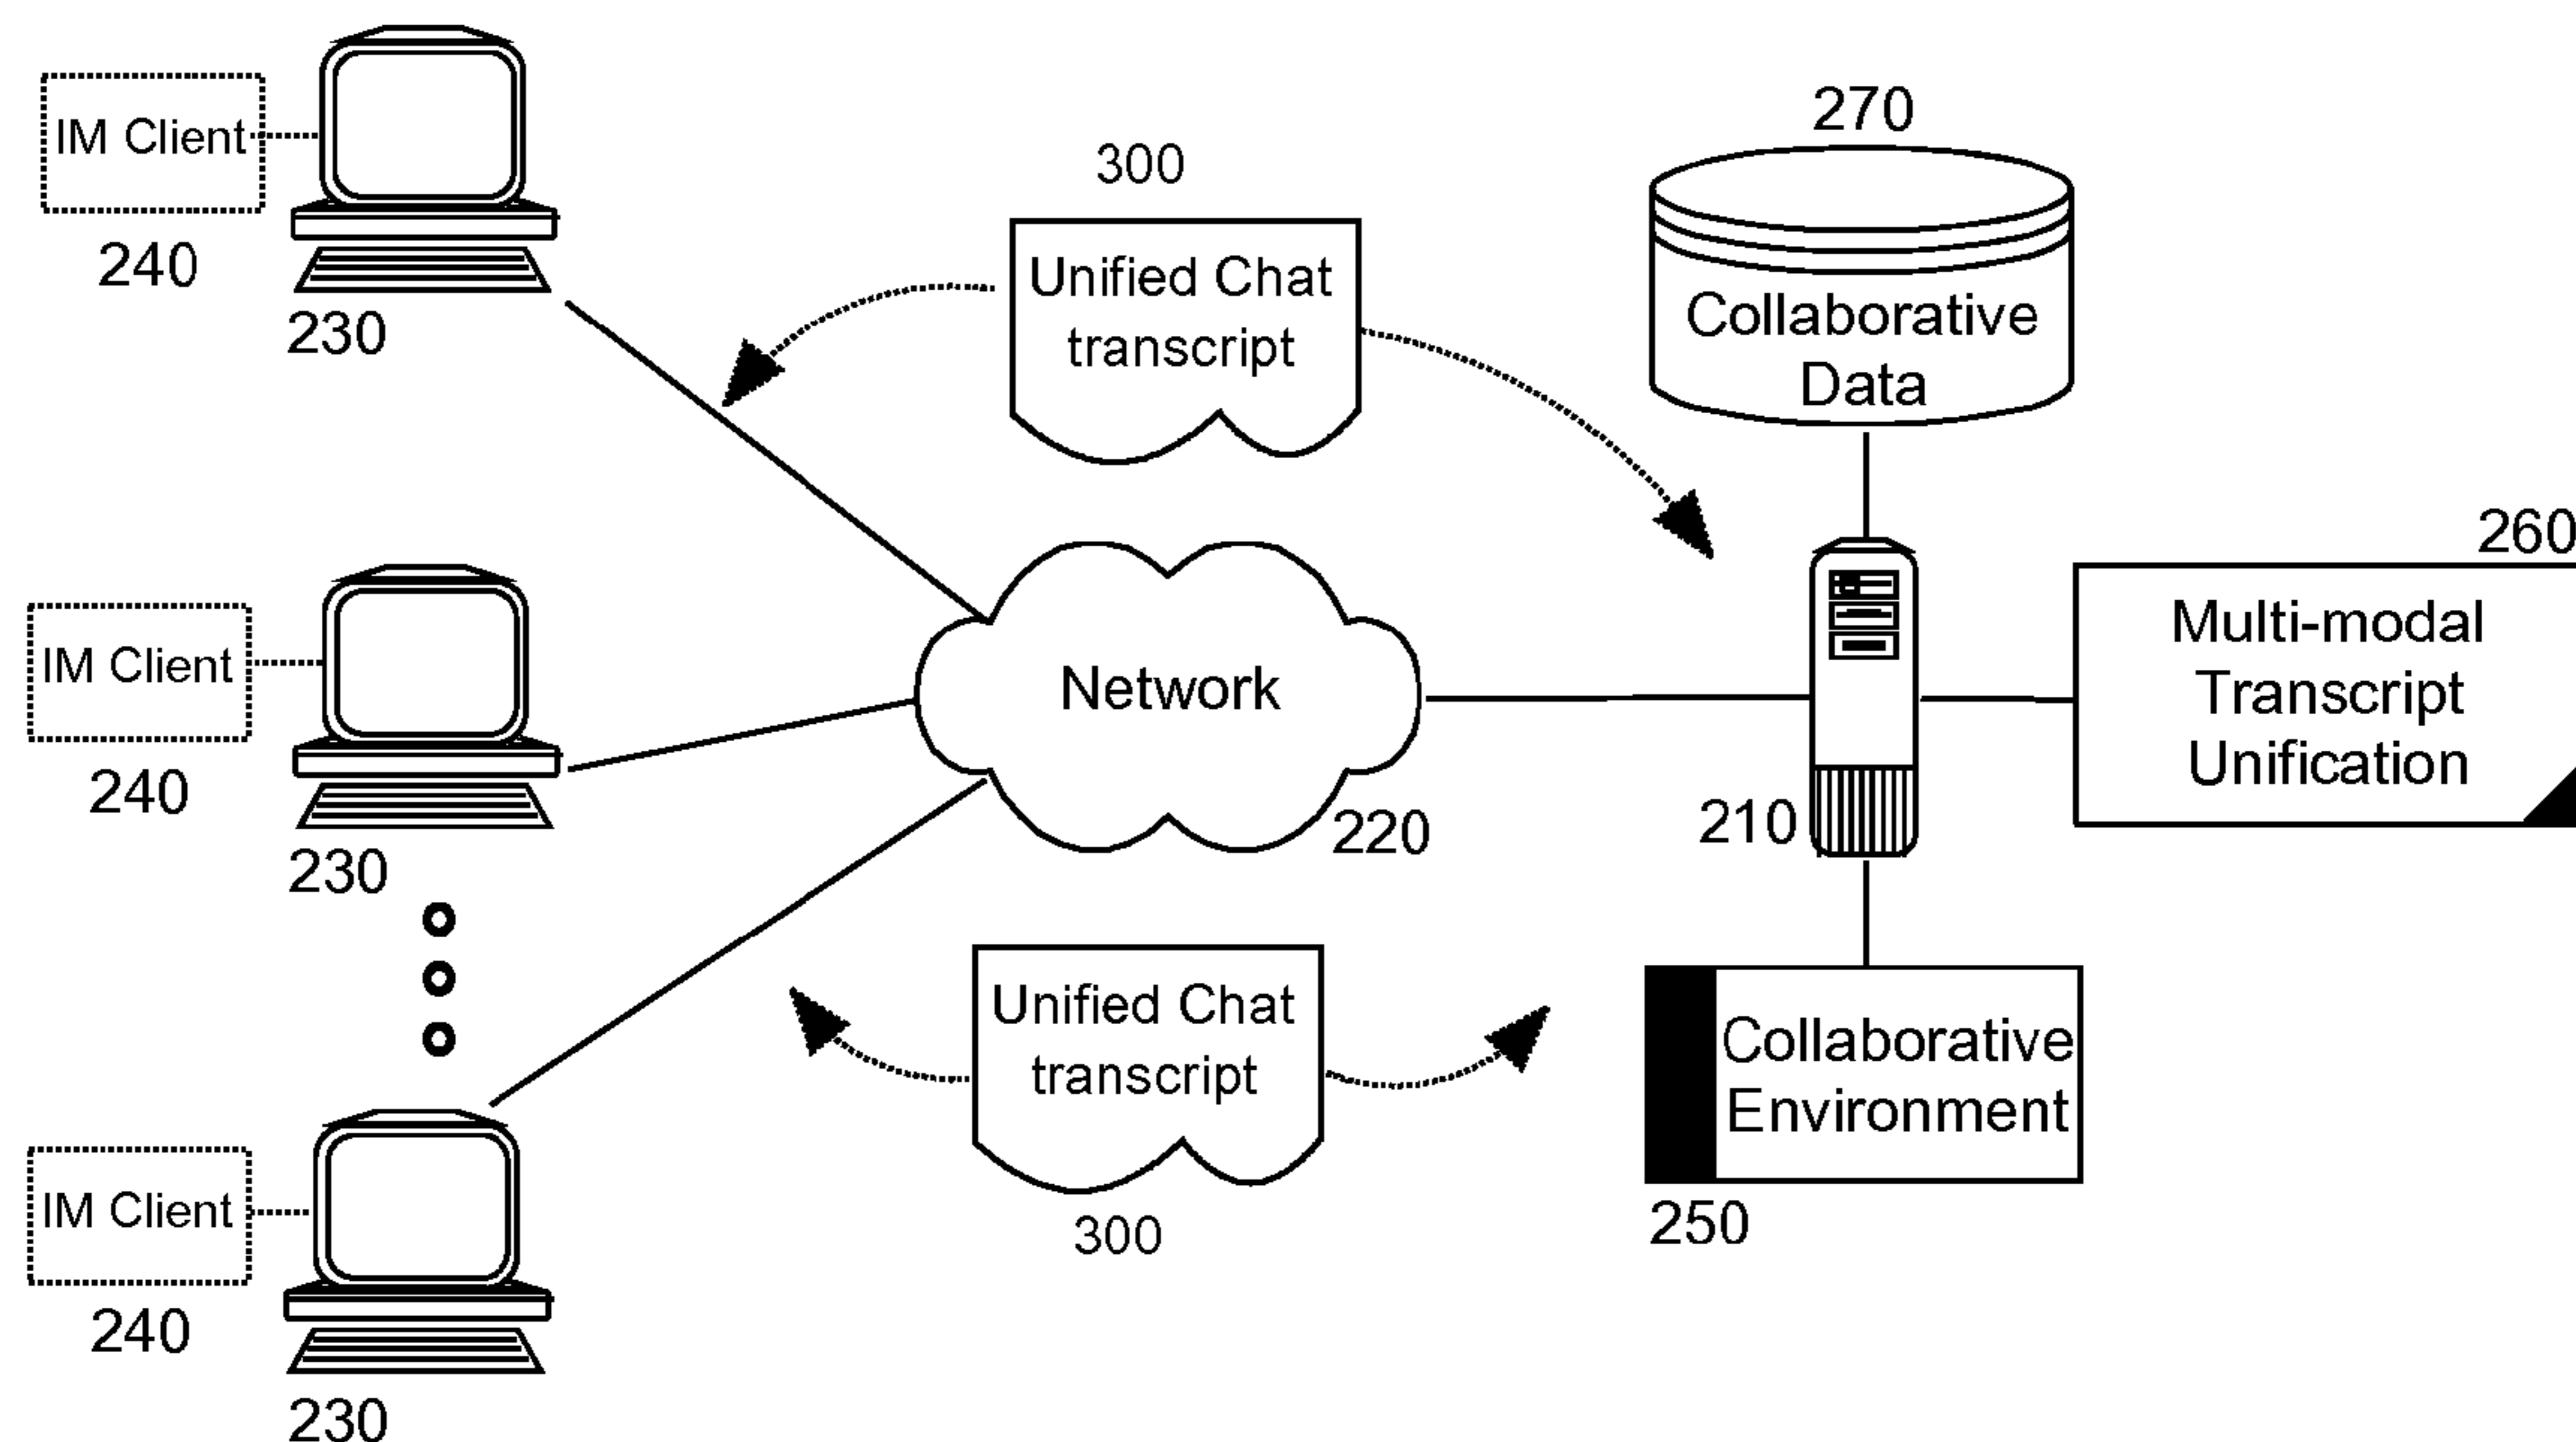 IM Client
240
230
300
Unified Chat
transcript
270
Collaborative
Data
IM Client
240
230
Network
220
210
260
Multi-modal
Transcript
Unification
IM Client
240
230
Unified Chat
transcript
300
Collaborative
Environment
250